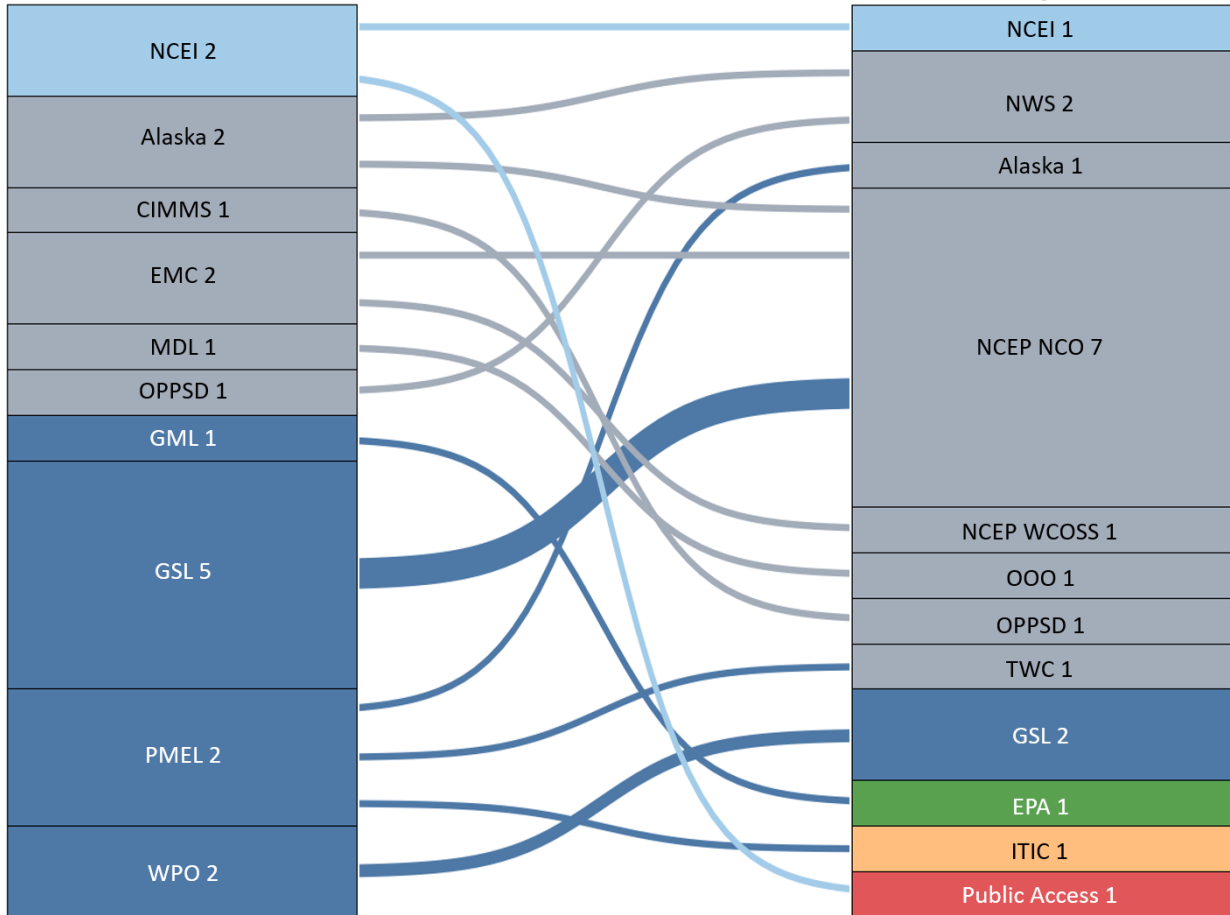 NCEI 2
Alaska 2
CIMMS 1
EMC 2
MDL 1
OPPSD 1
GML 1
GSL 5
PMEL 2
WPO 2
NCEI 1
NWS 2
Alaska 1
NCEP NCO 7
NCEP WCOSS 1
OOO 1
OPPSD 1
TWC 1
GSL 2
EPA 1
ITIC 1
Public Access 1